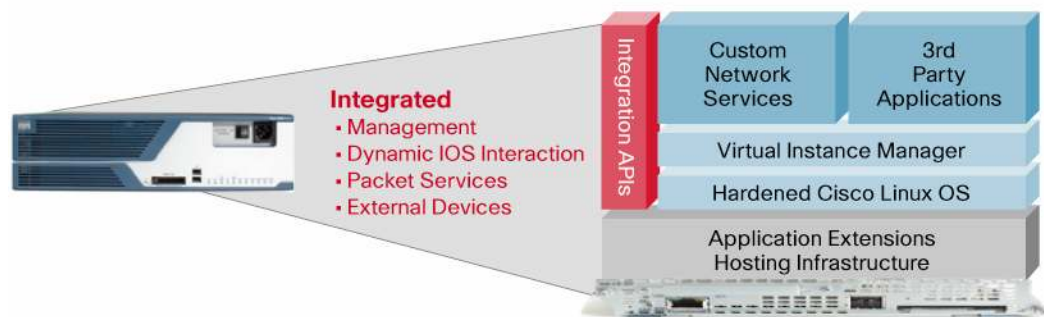 Integrated
▪ Management
▪ Dynamic IOS Interaction
▪ Packet Services
▪ External Devices
Integration APIs
Custom
Network
Services
3rd
Party
Applications
Virtual Instance Manager
Hardened Cisco Linux OS
Application Extensions
Hosting Infrastructure